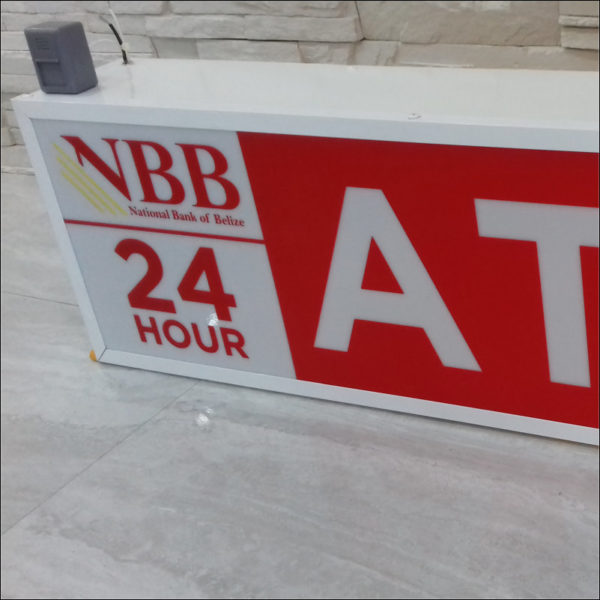 NBB
National Bank of Belize
24
HOUR
AT